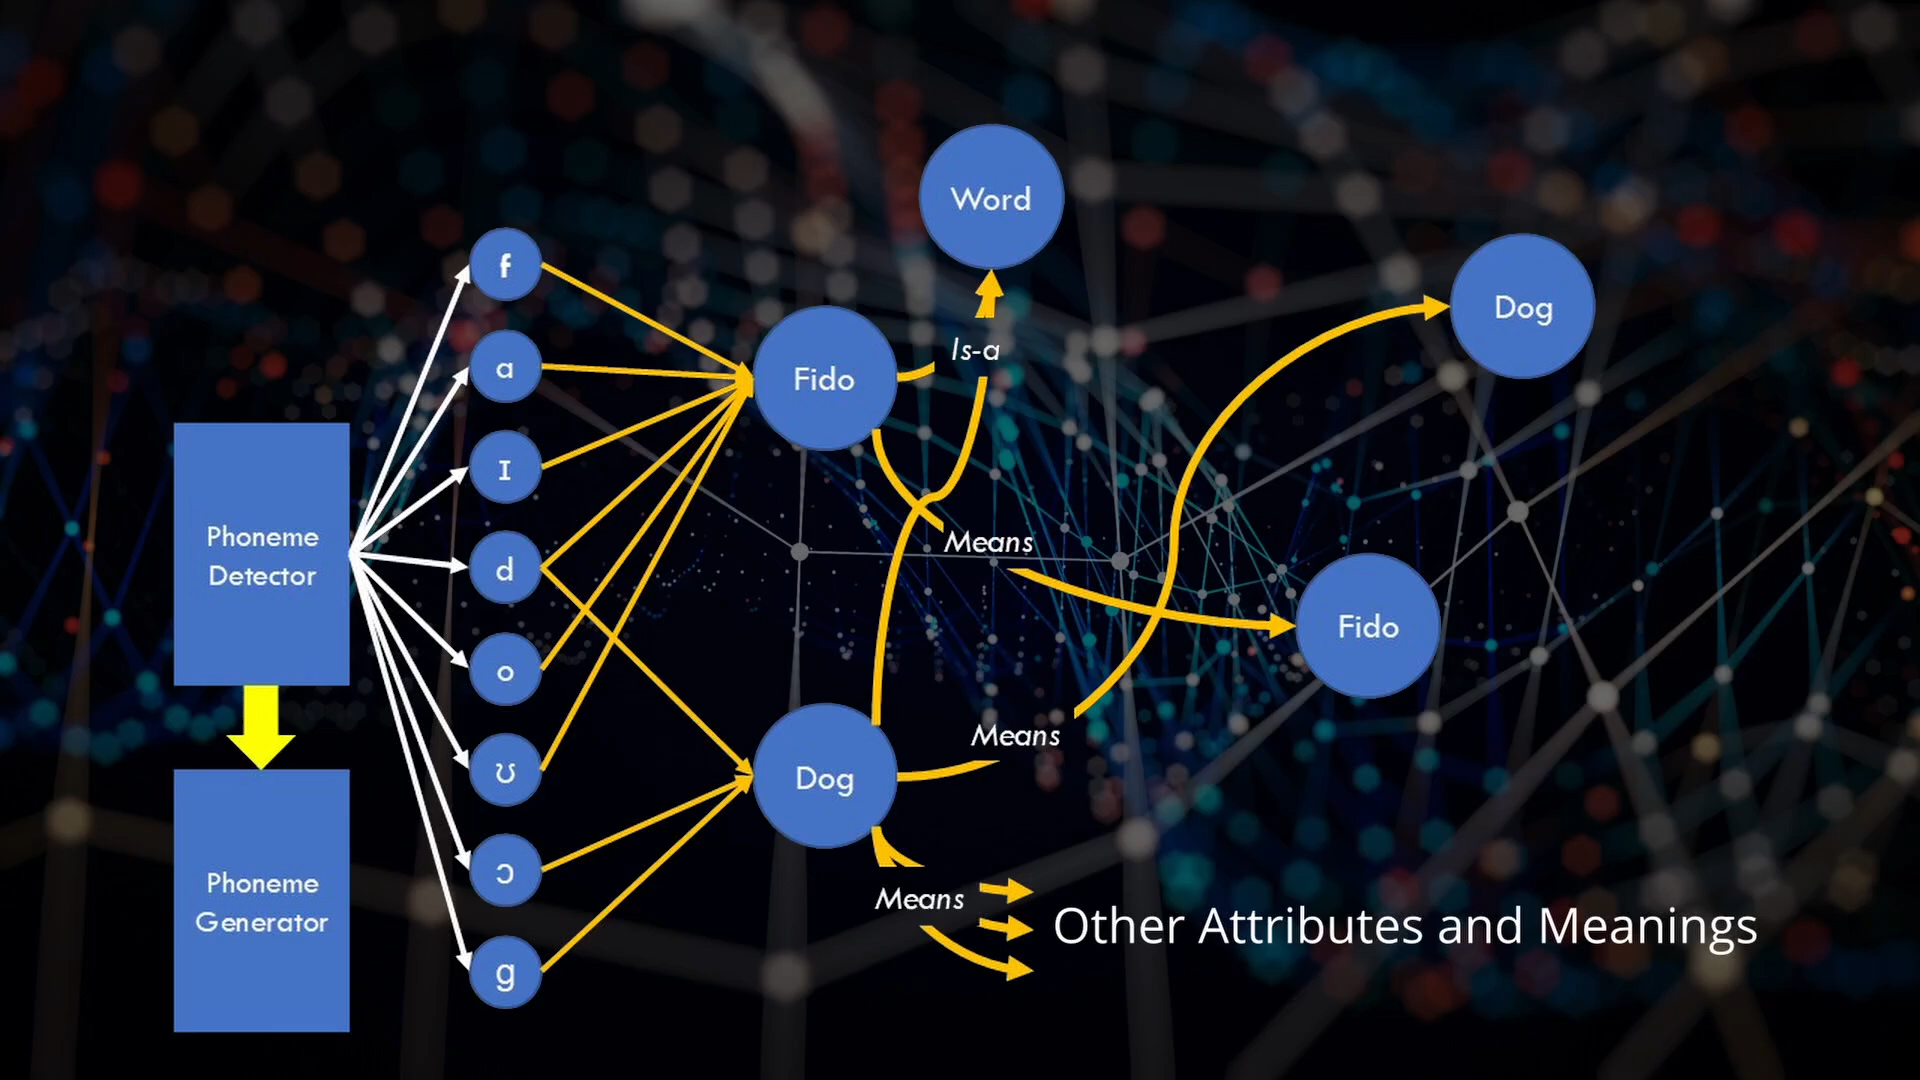 Word
f
Dog
Is-a
a
Fido
ɪ
Phoneme
Detector
Means
d
Fido
o
Means
ʊ
Dog
Phoneme
Generator
ɔ
Means
Other Attributes and Meanings
g